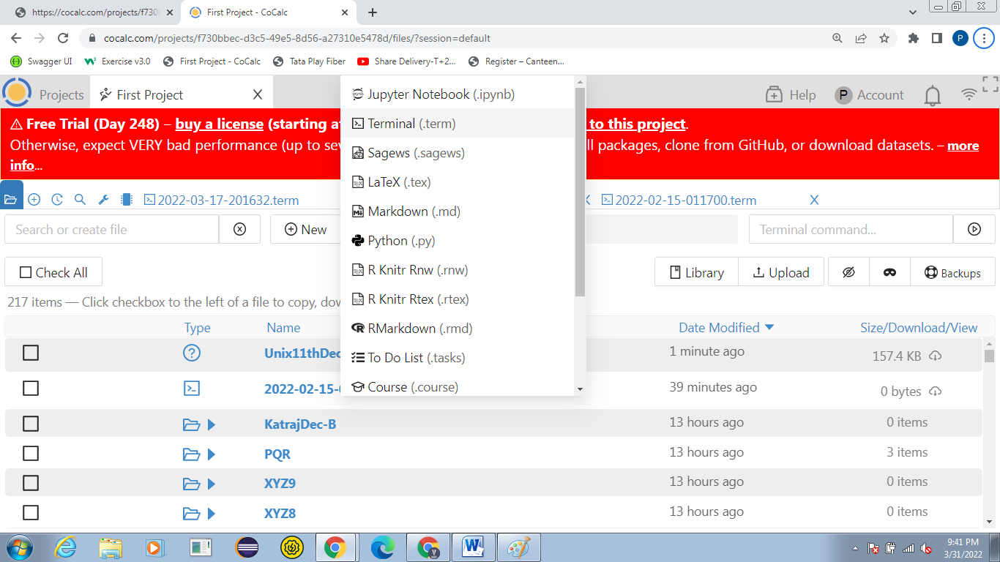 https://cocalc.com/projects/f730b
First Project - CoCalc
cocalc.com/projects/f730bbec-d3c5-49e5-8d56-a27310e5478d/files/?session=default
P
Swagger UI
Exercise v3.0
First Project - CoCalc
Tata Play Fiber
Share Delivery-T+2...
Register – Canteen...
Projects
First Project
Help
P
Account
⚠ Free Trial (Day 248) – buy a license (starting at
to this project.
Otherwise, expect VERY bad performance (up to sev
ll packages, clone from GitHub, or download datasets. – more
info...
Jupyter Notebook (.ipynb)
Terminal (.term)
Sagews (.sagews)
LaTeX (.tex)
Markdown (.md)
Python (.py)
R Knitr Rnw (.rnw)
R Knitr Rtex (.rtex)
RMarkdown (.rmd)
To Do List (.tasks)
Course (.course)
2022-03-17-201632.term
2022-02-15-011700.term
Search or create file
New
Terminal command...
Check All
Library
Upload
Backups
217 items — Click checkbox to the left of a file to copy, dow
Type Name Date Modified Size/Download/View
Unix11thDec 1 minute ago 157.4 KB
2022-02-15- 39 minutes ago 0 bytes
KatrajDec-B 13 hours ago 0 items
PQR 13 hours ago 3 items
XYZ9 13 hours ago 0 items
XYZ8 13 hours ago 0 items
9:41 PM
3/31/2022